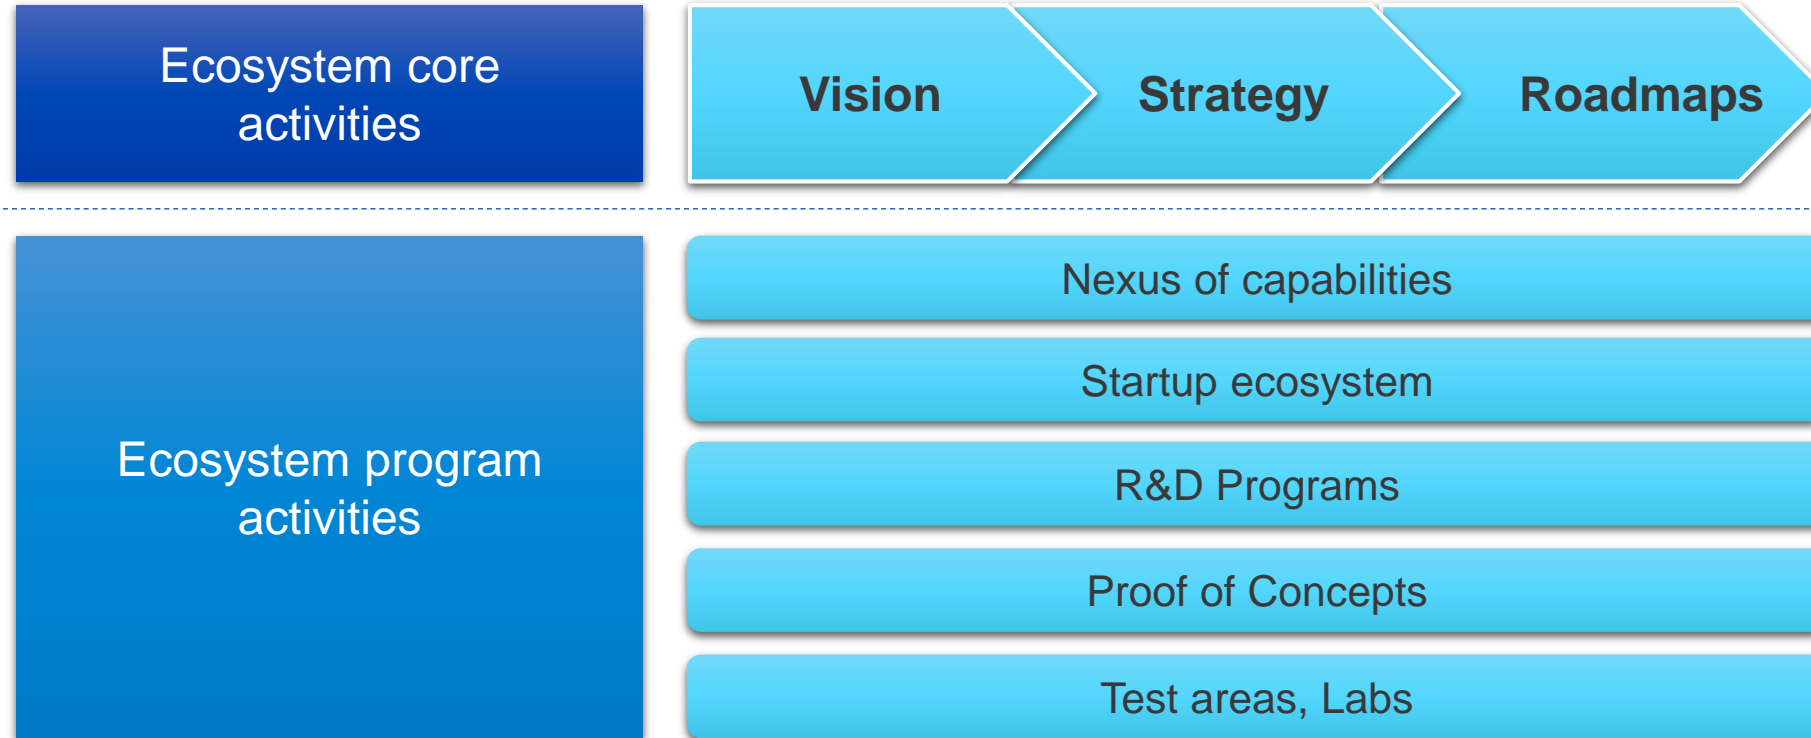 Ecosystem core
activities
Vision
Strategy
Roadmaps
Ecosystem program
activities
Nexus of capabilities
Startup ecosystem
R&D Programs
Proof of Concepts
Test areas, Labs